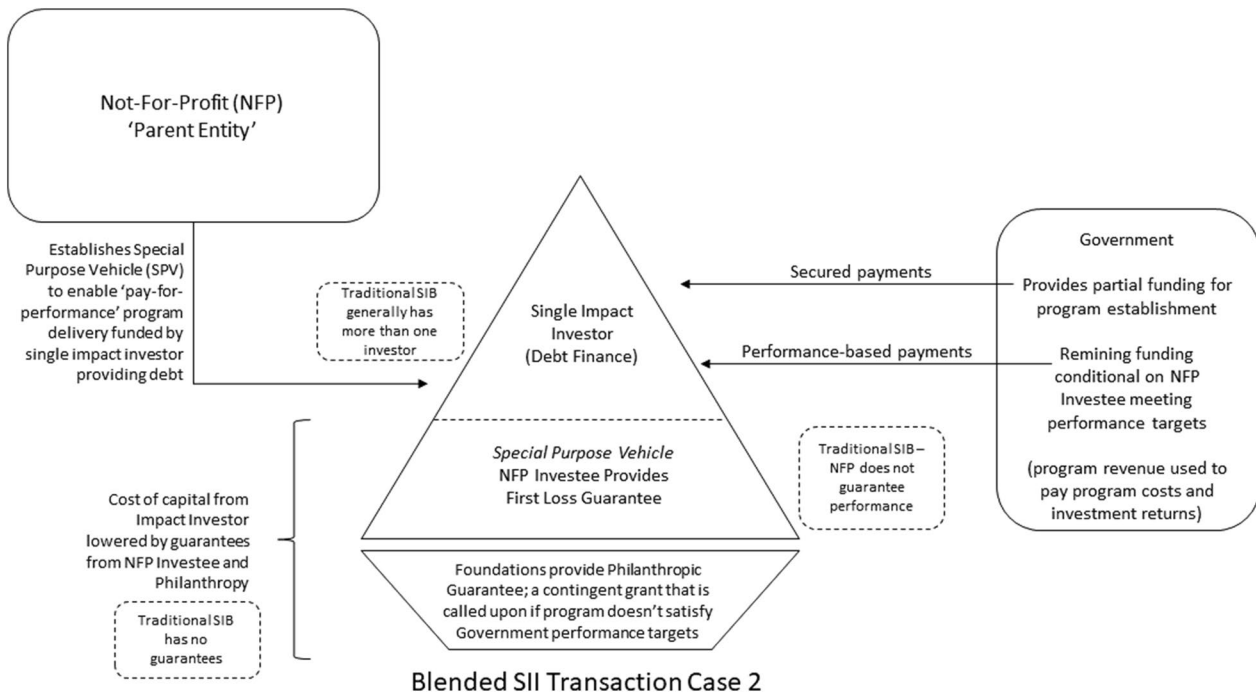 Not-For-Profit (NFP)
‘Parent Entity’
Establishes Special
Purpose Vehicle (SPV)
to enable ‘pay-for-
performance’ program
delivery funded by
single impact investor
providing debt
Traditional SIB
generally has
more than one
investor
Single Impact
Investor
(Debt Finance)
Secured payments
Performance-based payments
Government
Provides partial funding for
program establishment
Remining funding
conditional on NFP
Investee meeting
performance targets
(program revenue used to
pay program costs and
investment returns)
Special Purpose Vehicle
NFP Investee Provides
First Loss Guarantee
Traditional SIB –
NFP does not
guarantee
performance
Cost of capital from
Impact Investor
lowered by guarantees
from NFP Investee and
Philanthropy
Traditional SIB
has no
guarantees
Foundations provide Philanthropic
Guarantee; a contingent grant that is
called upon if program doesn’t satisfy
Government performance targets
Blended SII Transaction Case 2